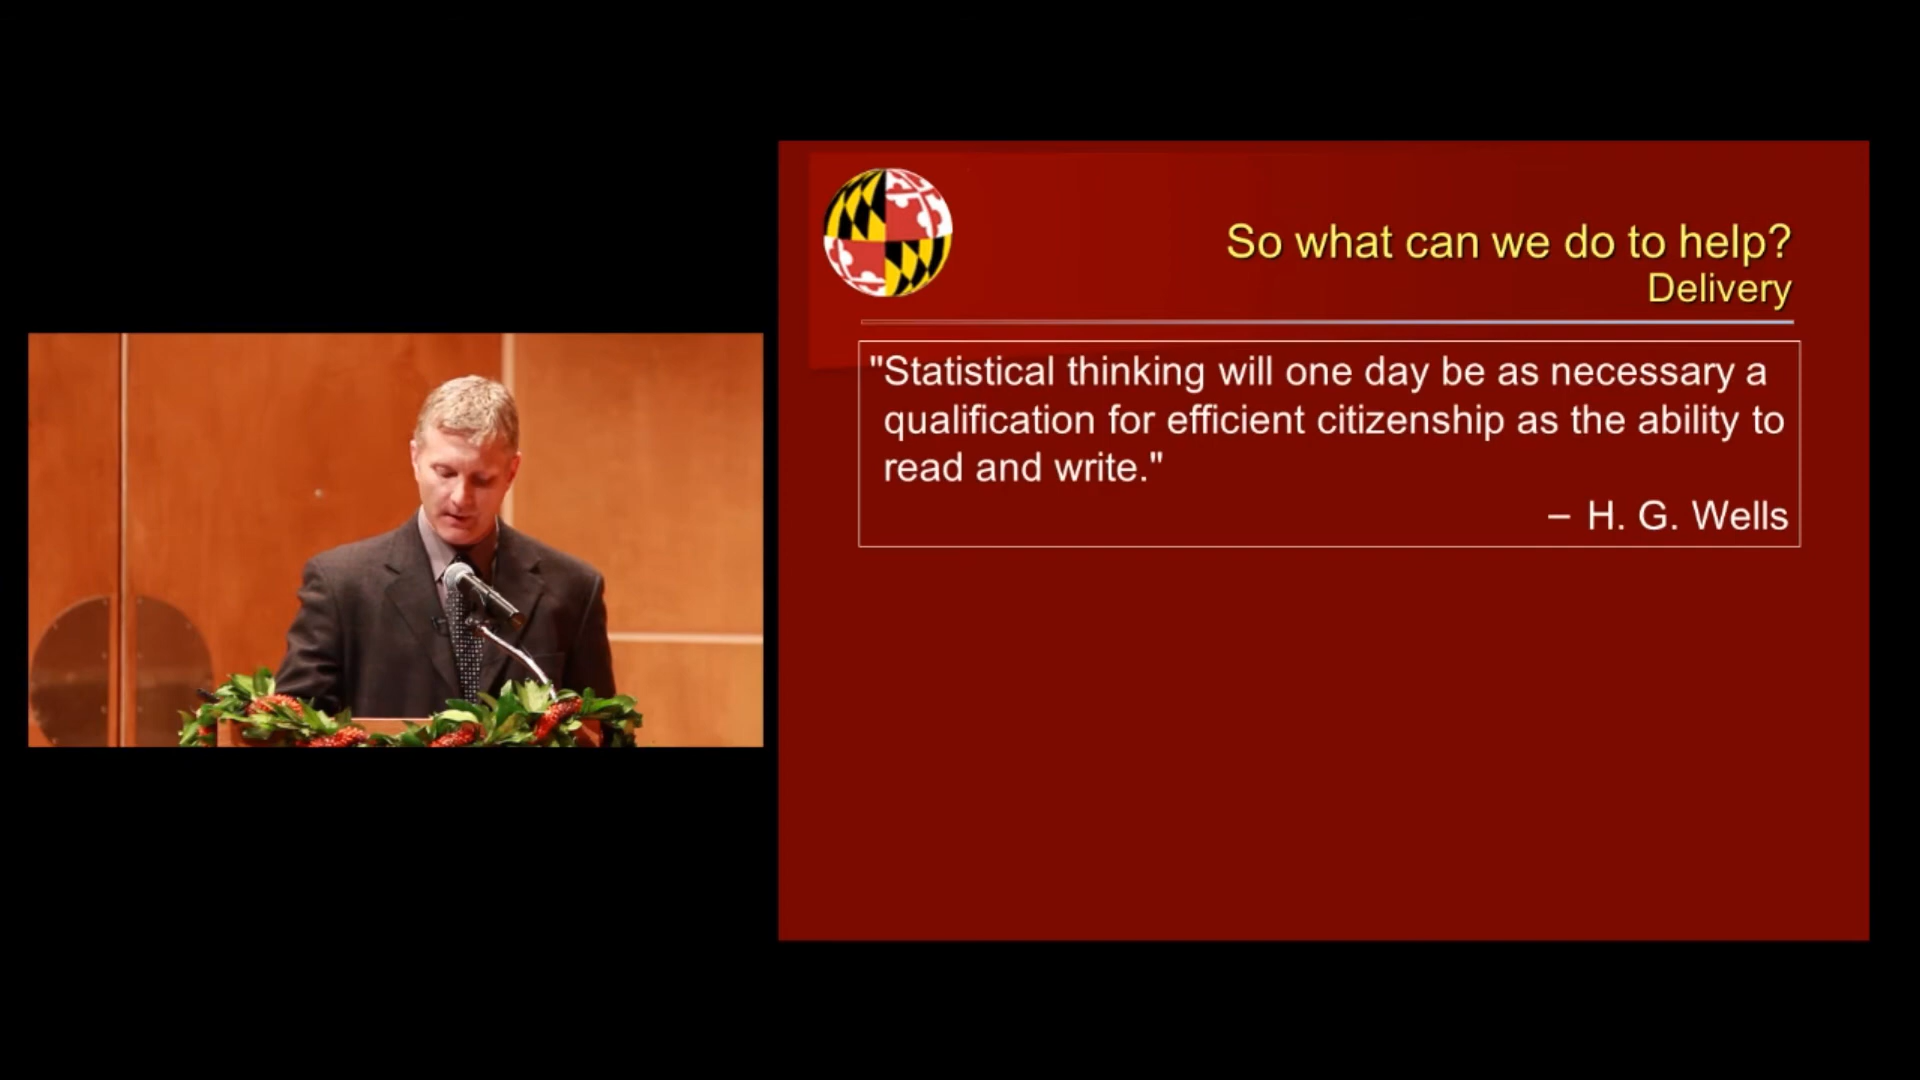 So what can we do to help?
Delivery
"Statistical thinking will one day be as necessary a
qualification for efficient citizenship as the ability to
read and write."
– H. G. Wells